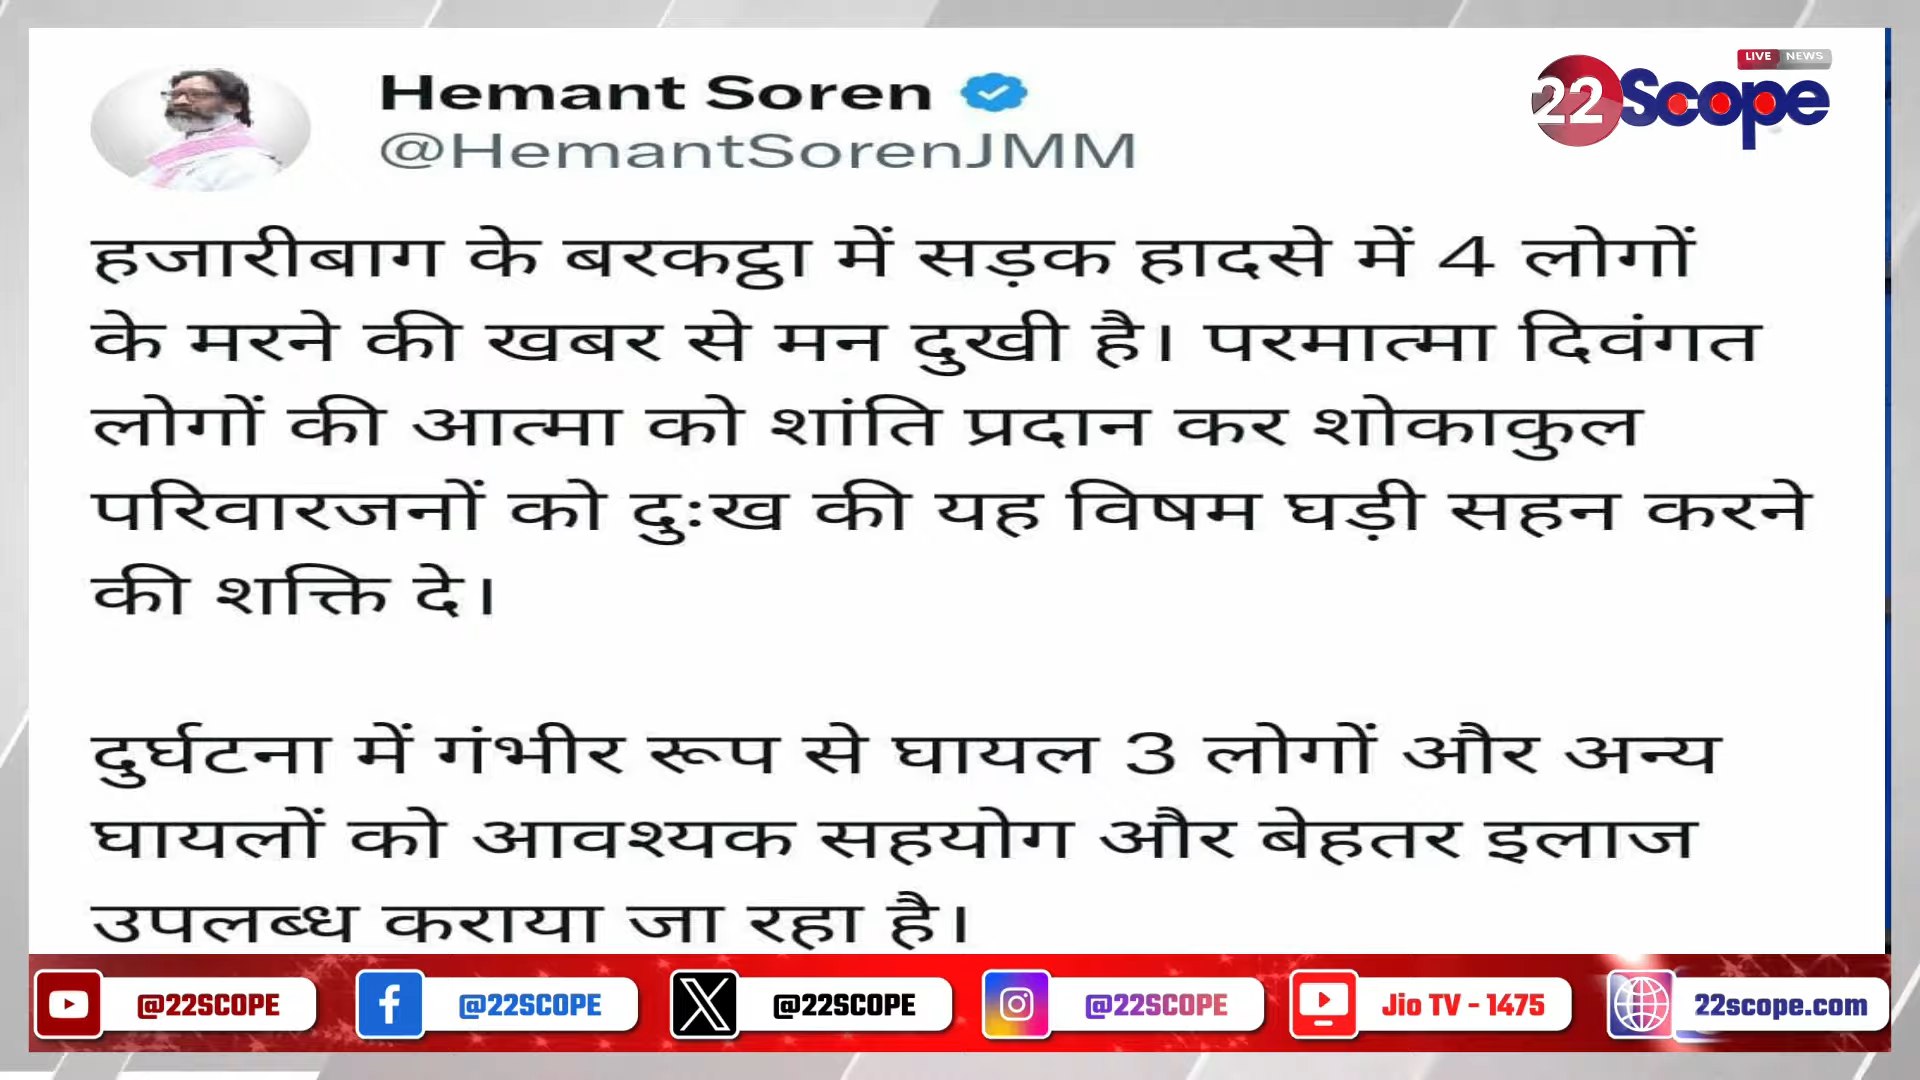 Hemant Soren
@HemantSorenJMM
LIVE NEWS
22Scope
हजारीबाग के बरकट्ठा में सड़क हादसे में 4 लोगों
के मरने की खबर से मन दुखी है। परमात्मा दिवंगत
लोगों की आत्मा को शांति प्रदान कर शोकाकुल
परिवारजनों को दुःख की यह विषम घड़ी सहन करने
की शक्ति दे।
दुर्घटना में गंभीर रूप से घायल 3 लोगों और अन्य
घायलों को आवश्यक सहयोग और बेहतर इलाज
उपलब्ध कराया जा रहा है।
@22SCOPE @22SCOPE @22SCOPE @22SCOPE Jio TV - 1475 22scope.com